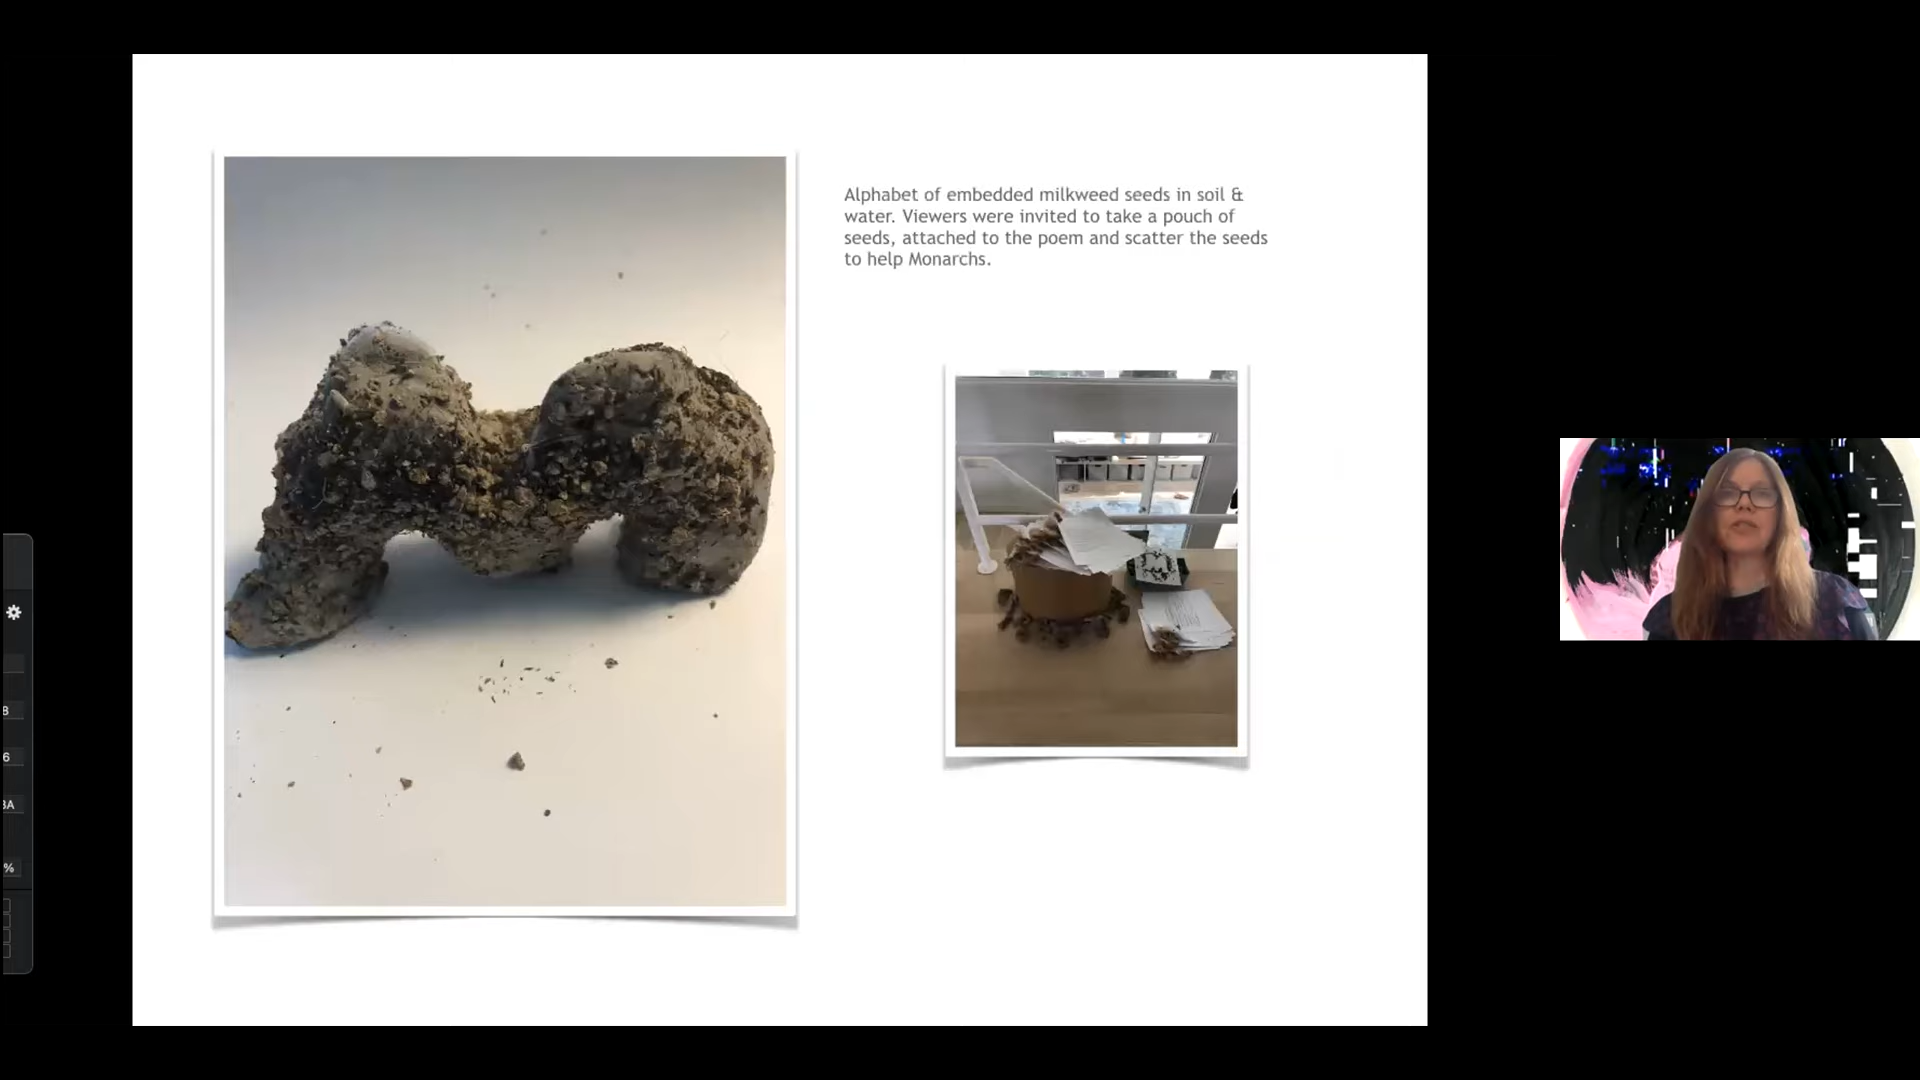 Alphabet of embedded milkweed seeds in soil &
water. Viewers were invited to take a pouch of
seeds, attached to the poem and scatter the seeds
to help Monarchs.
B
6
%